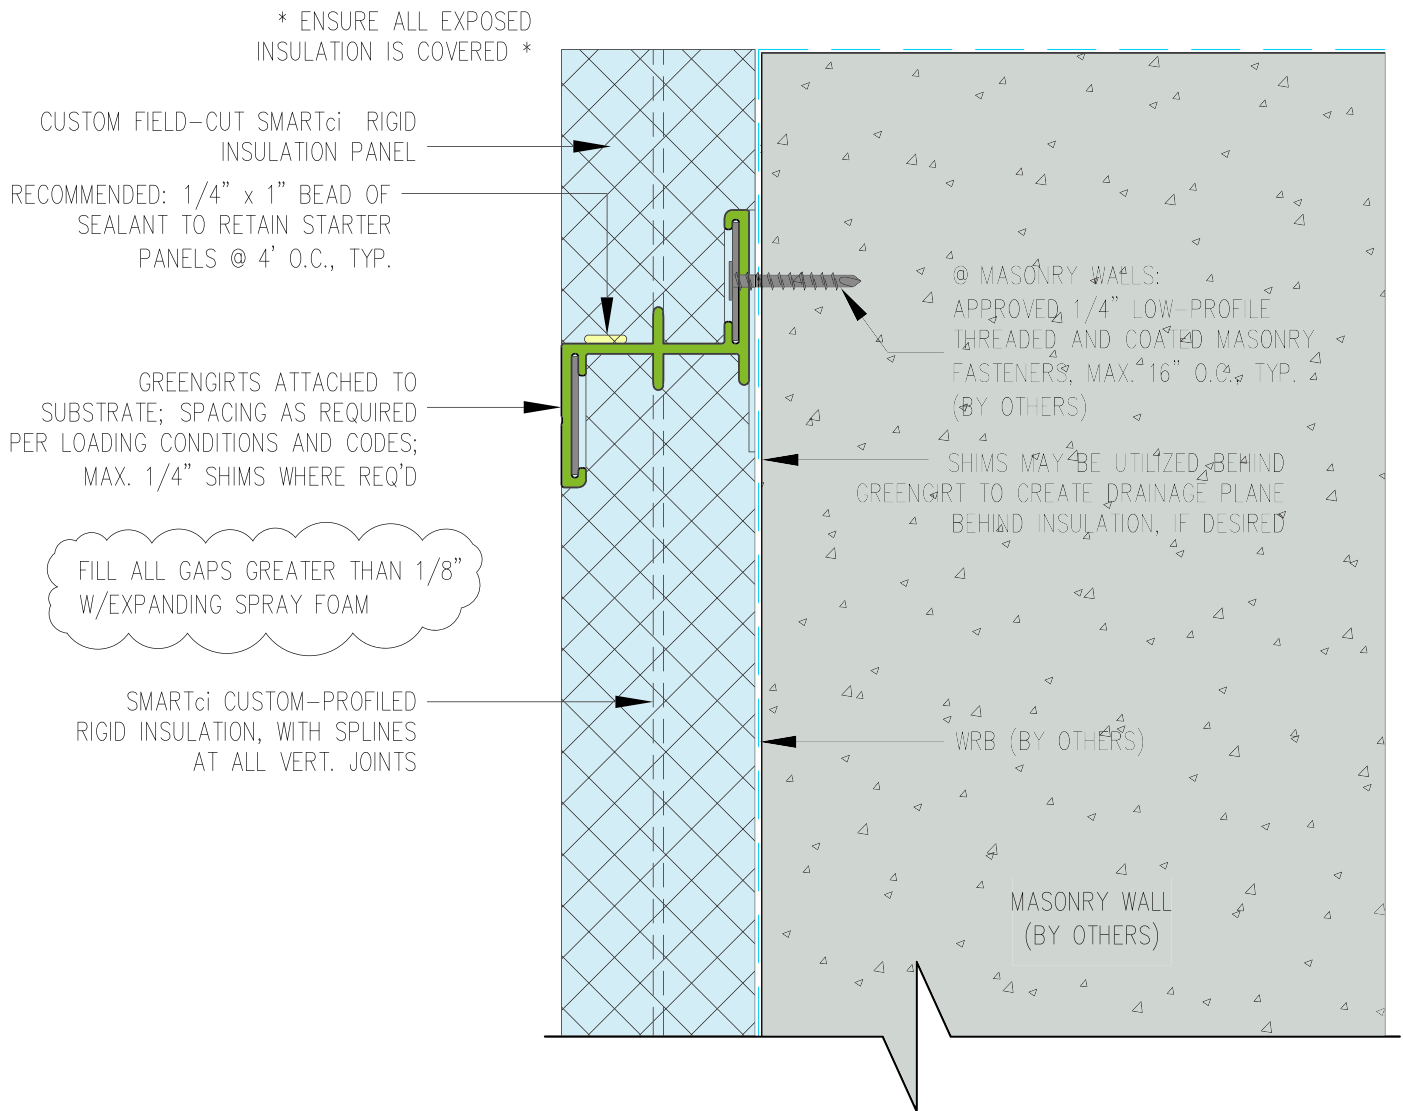 * ENSURE ALL EXPOSED
INSULATION IS COVERED *
CUSTOM FIELD-CUT SMARTci RIGID
INSULATION PANEL
RECOMMENDED: 1/4" x 1" BEAD OF
SEALANT TO RETAIN STARTER
PANELS @ 4' O.C., TYP.
GREENGIRTS ATTACHED TO
SUBSTRATE; SPACING AS REQUIRED
PER LOADING CONDITIONS AND CODES;
MAX. 1/4" SHIMS WHERE REQ'D
FILL ALL GAPS GREATER THAN 1/8"
W/EXPANDING SPRAY FOAM
SMARTci CUSTOM-PROFILED
RIGID INSULATION, WITH SPLINES
AT ALL VERT. JOINTS
@ MASONRY WALLS:
APPROVED 1/4" LOW-PROFILE
THREADED AND COATED MASONRY
FASTENERS, MAX. 16" O.C., TYP.
(BY OTHERS)
SHIMS MAY BE UTILIZED BEHIND
GREENGIRT TO CREATE DRAINAGE PLANE
BEHIND INSULATION, IF DESIRED
WRB (BY OTHERS)
MASONRY WALL
(BY OTHERS)